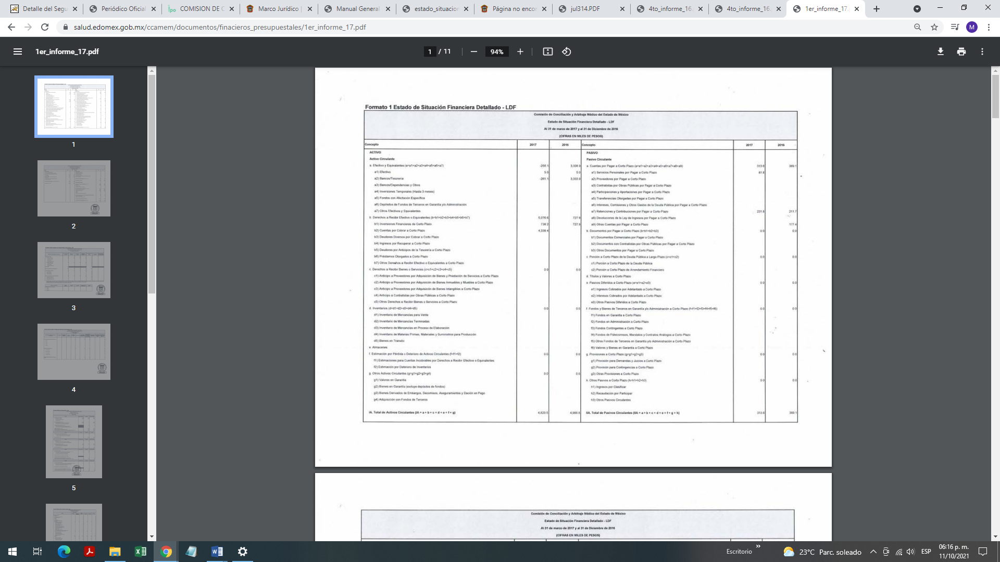 Detalle del Segu
Periódico Oficial
COMISION DE C
Marco Jurídico
Manual General
estado_situacion
Página no encon
jul314.PDF
4to_informe_16.
4to_informe_16.
1er_informe_17.
salud.edomex.gob.mx/ccamem/documentos/finacieros_presupuestales/1er_informe_17.pdf
M
1er_informe_17.pdf
1 / 11
94%
1
2
3
4
5
Formato 1 Estado de Situación Financiera Detallado - LDF
Comisión de Conciliación y Arbitraje Médico del Estado de México
Estado de Situación Financiera Detallado - LDF
Al 31 de marzo de 2017 y al 31 de Diciembre de 2016
(CIFRAS EN MILES DE PESOS)
Concepto 2017 2016 Concepto 2017 2016
ACTIVO PASIVO
Activo Circulante Pasivo Circulante
a. Efectivo y Equivalentes (a=a1+a2+a3+a4+a5+a6+a7) -256.1 3,338.9 a. Cuentas por Pagar a Corto Plazo (a=a1+a2+a3+a4+a5+a6+a7+a8+a9) 313.6 389.1
a1) Efectivo 5.0 5.0 a1) Servicios Personales por Pagar a Corto Plazo 81.8
a2) Bancos/Tesorería -261.1 3,333.9 a2) Proveedores por Pagar a Corto Plazo
a3) Bancos/Dependencias y Otros a3) Contratistas por Obras Públicas por Pagar a Corto Plazo
a4) Inversiones Temporales (Hasta 3 meses) a4) Participaciones y Aportaciones por Pagar a Corto Plazo
a5) Fondos con Afectación Específica a5) Transferencias Otorgadas por Pagar a Corto Plazo
a6) Depósitos de Fondos de Terceros en Garantía y/o Administración a6) Intereses, Comisiones y Otros Gastos de la Deuda Pública por Pagar a Corto Plazo
a7) Otros Efectivos y Equivalentes a7) Retenciones y Contribuciones por Pagar a Corto Plazo 231.8 211.7
b. Derechos a Recibir Efectivo o Equivalentes (b=b1+b2+b3+b4+b5+b6+b7) 5,076.6 727.9 a8) Devoluciones de la Ley de Ingresos por Pagar a Corto Plazo
b1) Inversiones Financieras de Corto Plazo 738.2 727.9 a9) Otras Cuentas por Pagar a Corto Plazo 177.4
b2) Cuentas por Cobrar a Corto Plazo 4,338.4 b. Documentos por Pagar a Corto Plazo (b=b1+b2+b3) 0.0 0.0
b3) Deudores Diversos por Cobrar a Corto Plazo b1) Documentos Comerciales por Pagar a Corto Plazo
b4) Ingresos por Recuperar a Corto Plazo b2) Documentos con Contratistas por Obras Públicas por Pagar a Corto Plazo
b5) Deudores por Anticipos de la Tesorería a Corto Plazo b3) Otros Documentos por Pagar a Corto Plazo
b6) Préstamos Otorgados a Corto Plazo c. Porción a Corto Plazo de la Deuda Pública a Largo Plazo (c=c1+c2) 0.0 0.0
b7) Otros Derechos a Recibir Efectivo o Equivalentes a Corto Plazo c1) Porción a Corto Plazo de la Deuda Pública
c. Derechos a Recibir Bienes o Servicios (c=c1+c2+c3+c4+c5) 0.0 0.0 c2) Porción a Corto Plazo de Arrendamiento Financiero
c1) Anticipo a Proveedores por Adquisición de Bienes y Prestación de Servicios a Corto Plazo d. Títulos y Valores a Corto Plazo
c2) Anticipo a Proveedores por Adquisición de Bienes Inmuebles y Muebles a Corto Plazo e. Pasivos Diferidos a Corto Plazo (e=e1+e2+e3) 0.0 0.0
c3) Anticipo a Proveedores por Adquisición de Bienes Intangibles a Corto Plazo e1) Ingresos Cobrados por Adelantado a Corto Plazo
c4) Anticipo a Contratistas por Obras Públicas a Corto Plazo e2) Intereses Cobrados por Adelantado a Corto Plazo
c5) Otros Derechos a Recibir Bienes o Servicios a Corto Plazo e3) Otros Pasivos Diferidos a Corto Plazo
d. Inventarios (d=d1+d2+d3+d4+d5) 0.0 0.0 f. Fondos y Bienes de Terceros en Garantía y/o Administración a Corto Plazo (f=f1+f2+f3+f4+f5+f6) 0.0 0.0
d1) Inventario de Mercancías para Venta f1) Fondos en Garantía a Corto Plazo
d2) Inventario de Mercancías Terminadas f2) Fondos en Administración a Corto Plazo
d3) Inventario de Mercancías en Proceso de Elaboración f3) Fondos Contingentes a Corto Plazo
d4) Inventario de Materias Primas, Materiales y Suministros para Producción f4) Fondos de Fideicomisos, Mandatos y Contratos Análogos a Corto Plazo
d5) Bienes en Tránsito f5) Otros Fondos de Terceros en Garantía y/o Administración a Corto Plazo
e. Almacenes f6) Valores y Bienes en Garantía a Corto Plazo
f. Estimación por Pérdida o Deterioro de Activos Circulantes (f=f1+f2) 0.0 0.0 g. Provisiones a Corto Plazo (g=g1+g2+g3) 0.0 0.0
f1) Estimaciones para Cuentas Incobrables por Derechos a Recibir Efectivo o Equivalentes g1) Provisión para Demandas y Juicios a Corto Plazo
f2) Estimación por Deterioro de Inventarios g2) Provisión para Contingencias a Corto Plazo
g. Otros Activos Circulantes (g=g1+g2+g3+g4) 0.0 0.0 g3) Otras Provisiones a Corto Plazo
g1) Valores en Garantía h. Otros Pasivos a Corto Plazo (h=h1+h2+h3) 0.0 0.0
g2) Bienes en Garantía (excluye depósitos de fondos) h1) Ingresos por Clasificar
g3) Bienes Derivados de Embargos, Decomisos, Aseguramientos y Dación en Pago h2) Recaudación por Participar
g4) Adquisición con Fondos de Terceros h3) Otros Pasivos Circulantes
IA. Total de Activos Circulantes (IA = a + b + c + d + e + f + g) 4,820.5 4,066.8 IIA. Total de Pasivos Circulantes (IIA = a + b + c + d + e + f + g + h) 313.6 389.1
Comisión de Conciliación y Arbitraje Médico del Estado de México
Estado de Situación Financiera Detallado - LDF
Al 31 de marzo de 2017 y al 31 de Diciembre de 2016
(CIFRAS EN MILES DE PESOS)
Escritorio
23°C Parc. soleado
ESP
06:16 p. m.
11/10/2021